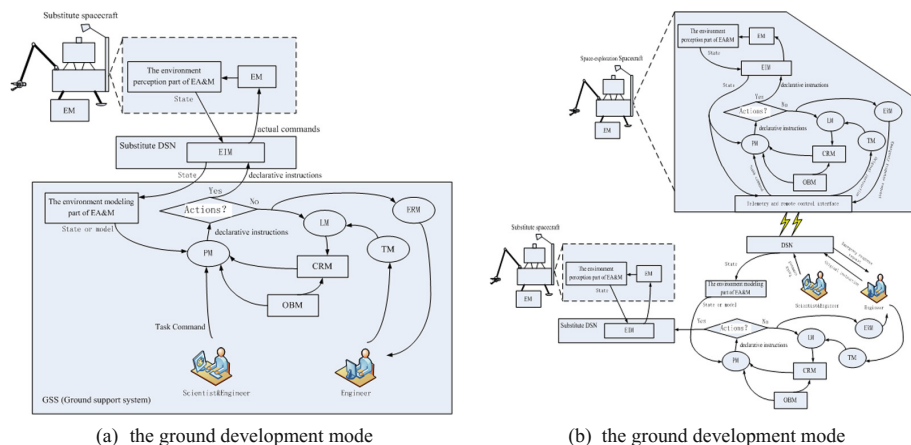 Substitute spacecraft
EM
The environment
perception part of EA&M
EM
State
actual commands
Substitute DSN
EIM
State
declarative instructions
The environment modeling
part of EA&M
State or model
Yes
Actions?
No
declarative instructions
PM
LM
ERM
TM
CRM
OBM
Task Command
Scientist&Engineer
Engineer
GSS (Ground support system)
(a) the ground development mode
Space-exploration Spacecraft
EM
The environment
perception part of EA&M
EM
State
EIM
State
declarative instructions
Yes
Actions?
No
declarative instructions
PM
LM
ERM
TM
CRM
OBM
Telemetry and remote control interface
DSN
State
The environment modeling
part of EA&M
State or model
Scientist&Engineer
Engineer
Substitute spacecraft
EM
The environment
perception part of EA&M
EM
State
Substitute DSN
EIM
Yes
Actions?
No
declarative instructions
PM
LM
TM
CRM
OBM
(b) the ground development mode